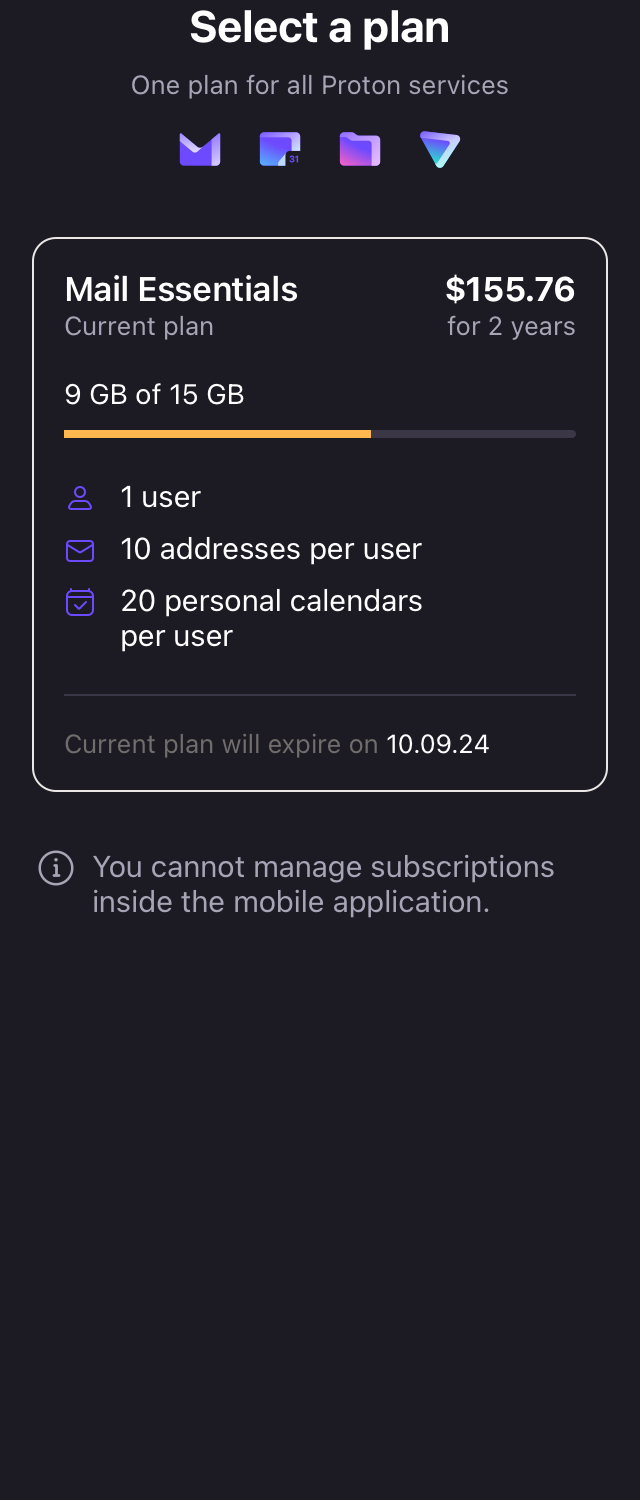 Select a plan
One plan for all Proton services
31
Mail Essentials
$155.76
Current plan
for 2 years
9 GB of 15 GB
1 user
10 addresses per user
20 personal calendars
per user
Current plan will expire on 10.09.24
You cannot manage subscriptions
inside the mobile application.